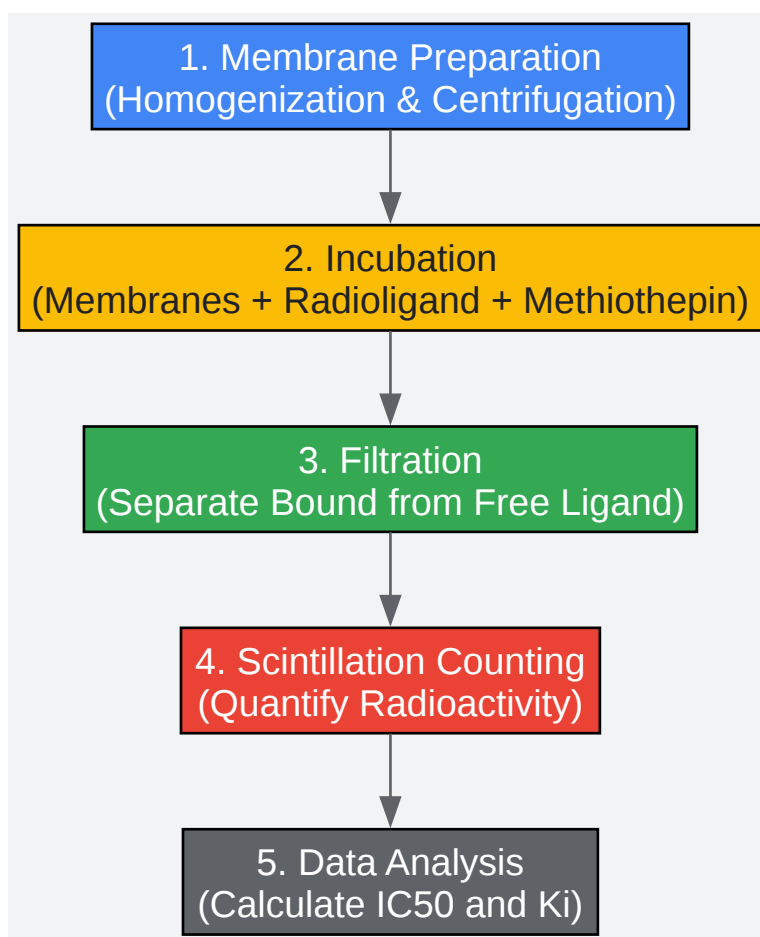 1. Membrane Preparation
(Homogenization & Centrifugation)
2. Incubation
(Membranes + Radioligand + Methiothepin)
3. Filtration
(Separate Bound from Free Ligand)
4. Scintillation Counting
(Quantify Radioactivity)
5. Data Analysis
(Calculate IC50 and Ki)